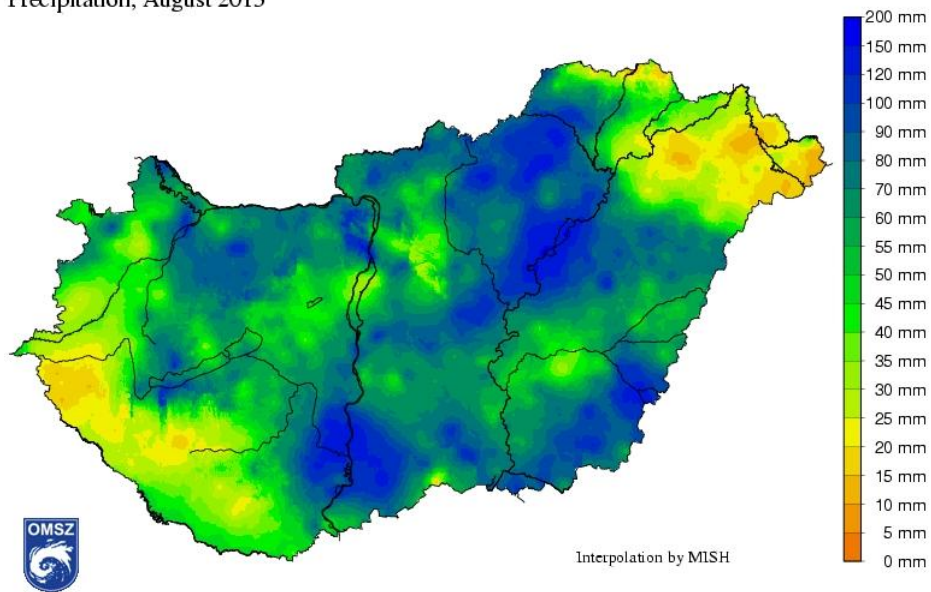 Precipitation, August 2015
200 mm
150 mm
120 mm
100 mm
90 mm
80 mm
70 mm
60 mm
55 mm
50 mm
45 mm
40 mm
35 mm
30 mm
25 mm
20 mm
15 mm
10 mm
5 mm
0 mm
OMSZ
Interpolation by MISH